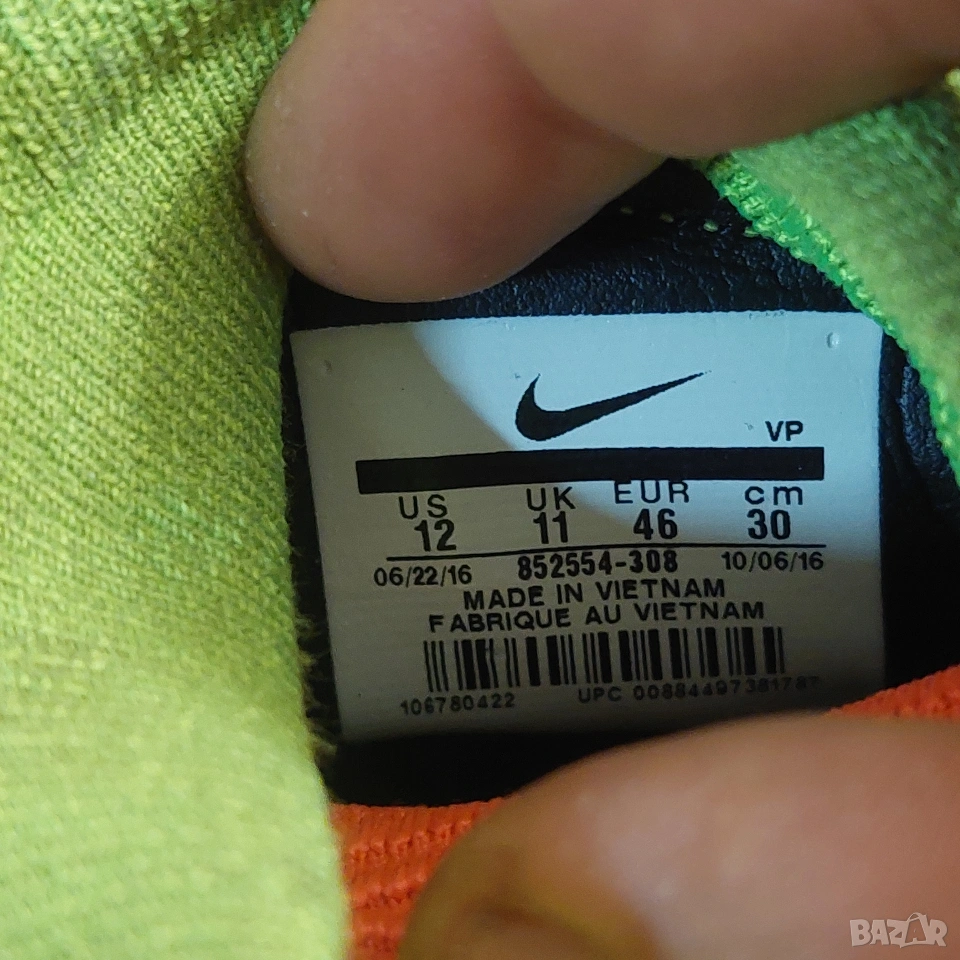 VP
US UK EUR cm
12 11 46 30
06/22/16 852554-308 10/06/16
MADE IN VIETNAM
FABRIQUE AU VIETNAM
106780422 UPC 00884497381787
BAZAR